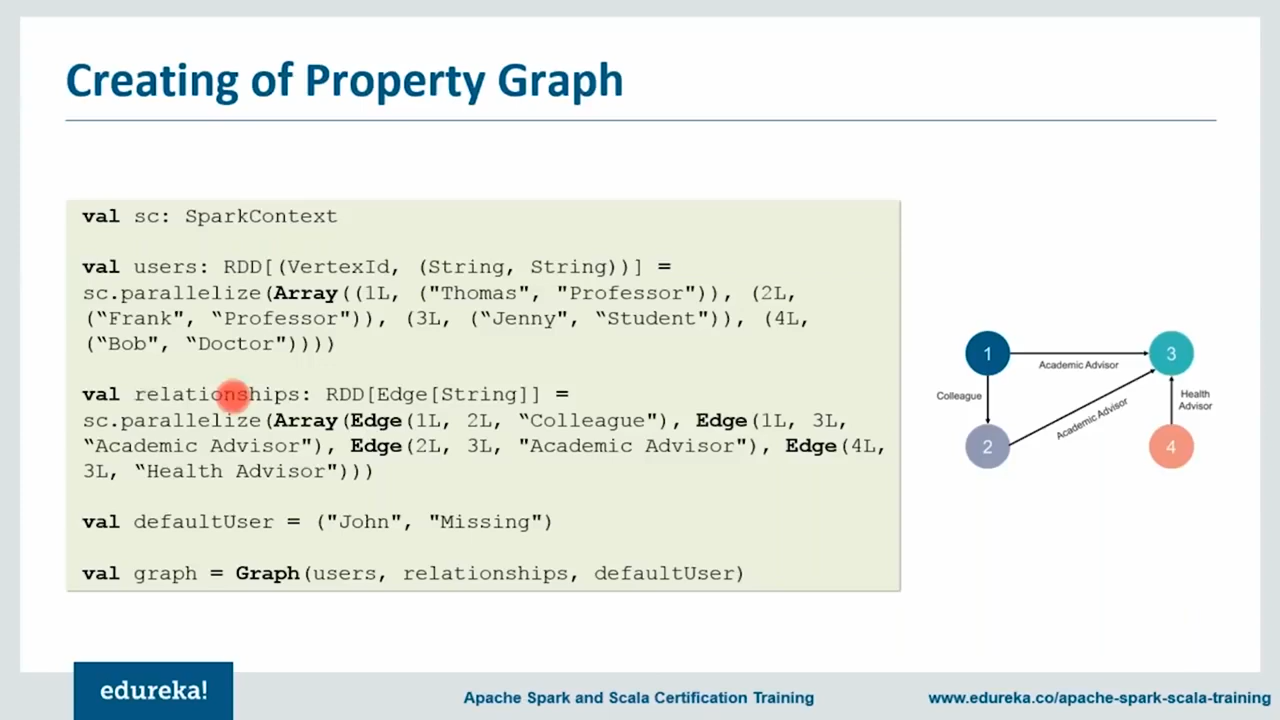 Creating of Property Graph
val sc: SparkContext
val users: RDD[(VertexId, (String, String))] =
sc.parallelize(Array((1L, ("Thomas", "Professor")), (2L,
(“Frank", “Professor")), (3L, (“Jenny", “Student")), (4L,
(“Bob", “Doctor"))))
val relationships: RDD[Edge[String]] =
sc.parallelize(Array(Edge(1L, 2L, “Colleague"), Edge(1L, 3L,
“Academic Advisor"), Edge(2L, 3L, "Academic Advisor"), Edge(4L,
3L, “Health Advisor")))
val defaultUser = ("John", "Missing")
val graph = Graph(users, relationships, defaultUser)
1
3
Academic Advisor
Colleague
Health
Advisor
Academic Advisor
2
4
edureka!
Apache Spark and Scala Certification Training
www.edureka.co/apache-spark-scala-training